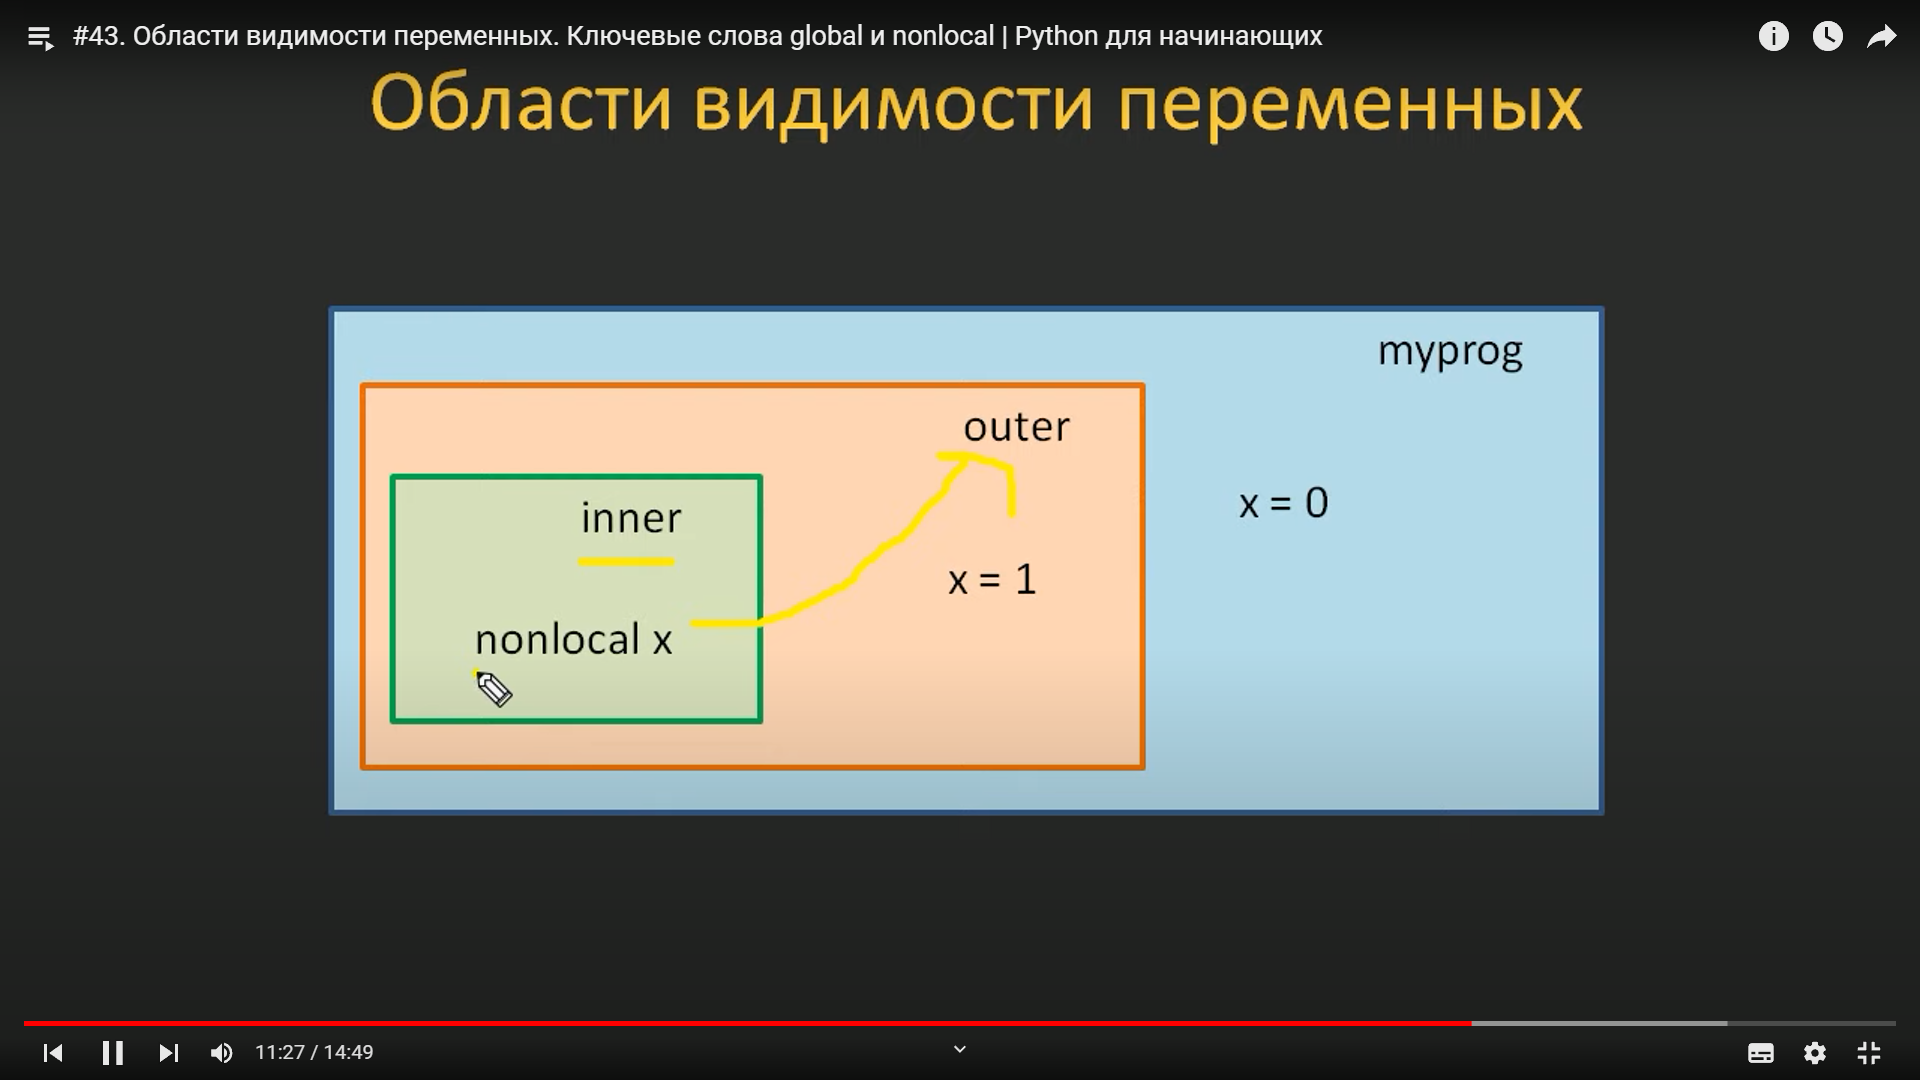 #43. Области видимости переменных. Ключевые слова global и nonlocal | Python для начинающих
Области видимости переменных
myprog
outer
x = 0
inner
x = 1
nonlocal x
11:27 / 14:49